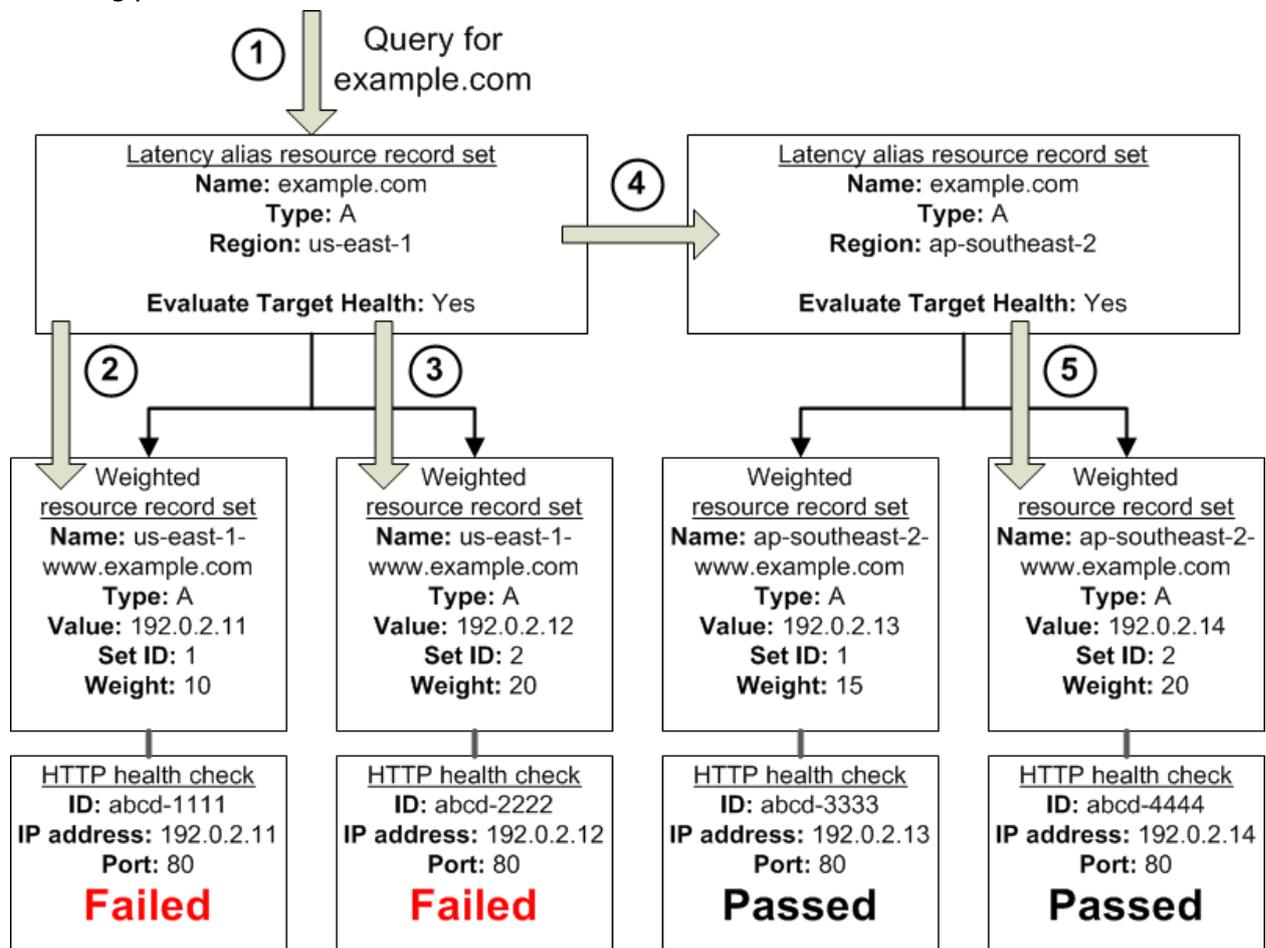 1
Query for
example.com
Latency alias resource record set
Name: example.com
Type: A
Region: us-east-1
Evaluate Target Health: Yes
4
Latency alias resource record set
Name: example.com
Type: A
Region: ap-southeast-2
Evaluate Target Health: Yes
2
3
5
Weighted
resource record set
Name: us-east-1-
www.example.com
Type: A
Value: 192.0.2.11
Set ID: 1
Weight: 10
Weighted
resource record set
Name: us-east-1-
www.example.com
Type: A
Value: 192.0.2.12
Set ID: 2
Weight: 20
Weighted
resource record set
Name: ap-southeast-2-
www.example.com
Type: A
Value: 192.0.2.13
Set ID: 1
Weight: 15
Weighted
resource record set
Name: ap-southeast-2-
www.example.com
Type: A
Value: 192.0.2.14
Set ID: 2
Weight: 20
HTTP health check
ID: abcd-1111
IP address: 192.0.2.11
Port: 80
Failed
HTTP health check
ID: abcd-2222
IP address: 192.0.2.12
Port: 80
Failed
HTTP health check
ID: abcd-3333
IP address: 192.0.2.13
Port: 80
Passed
HTTP health check
ID: abcd-4444
IP address: 192.0.2.14
Port: 80
Passed